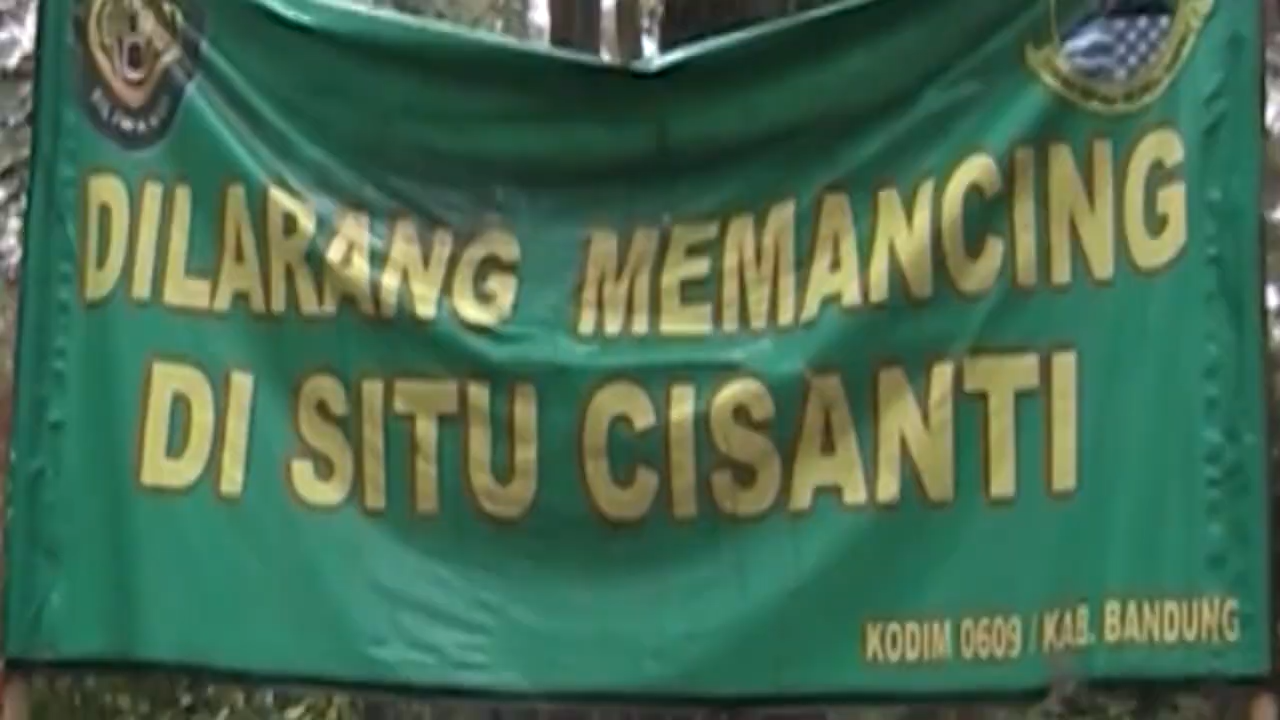 DILARANG MEMANCING
DI SITU CISANTI
KODIM 0609 / KAB. BANDUNG